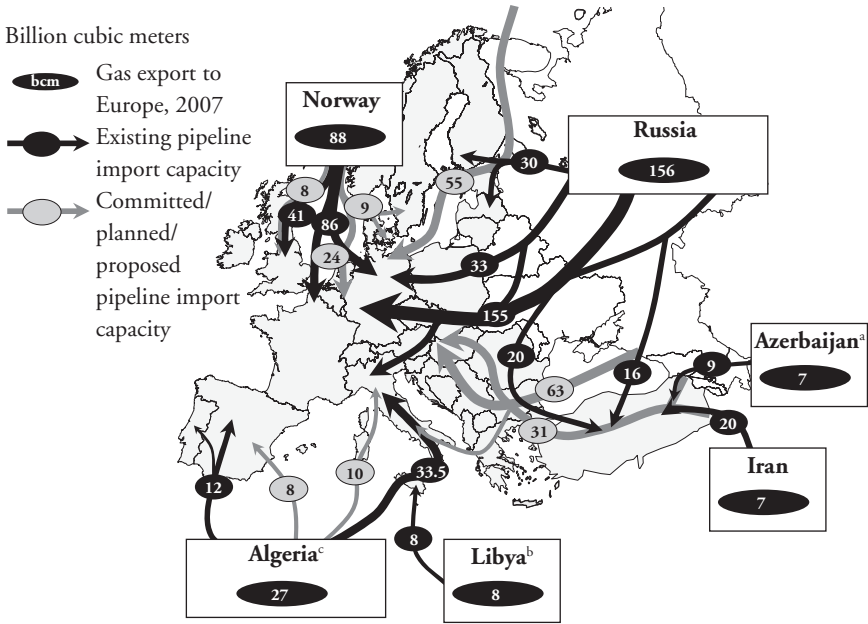 Billion cubic meters
bcm
Gas export to
Europe, 2007
Existing pipeline
import capacity
Committed/
planned/
proposed
pipeline import
capacity
Norway
88
Russia
156
30
8
55
9
41
86
24
33
155
20
63
16
Azerbaijanᵃ
7
9
31
20
Iran
7
12
8
10
33.5
8
Algeriaᶜ
27
Libyaᵇ
8